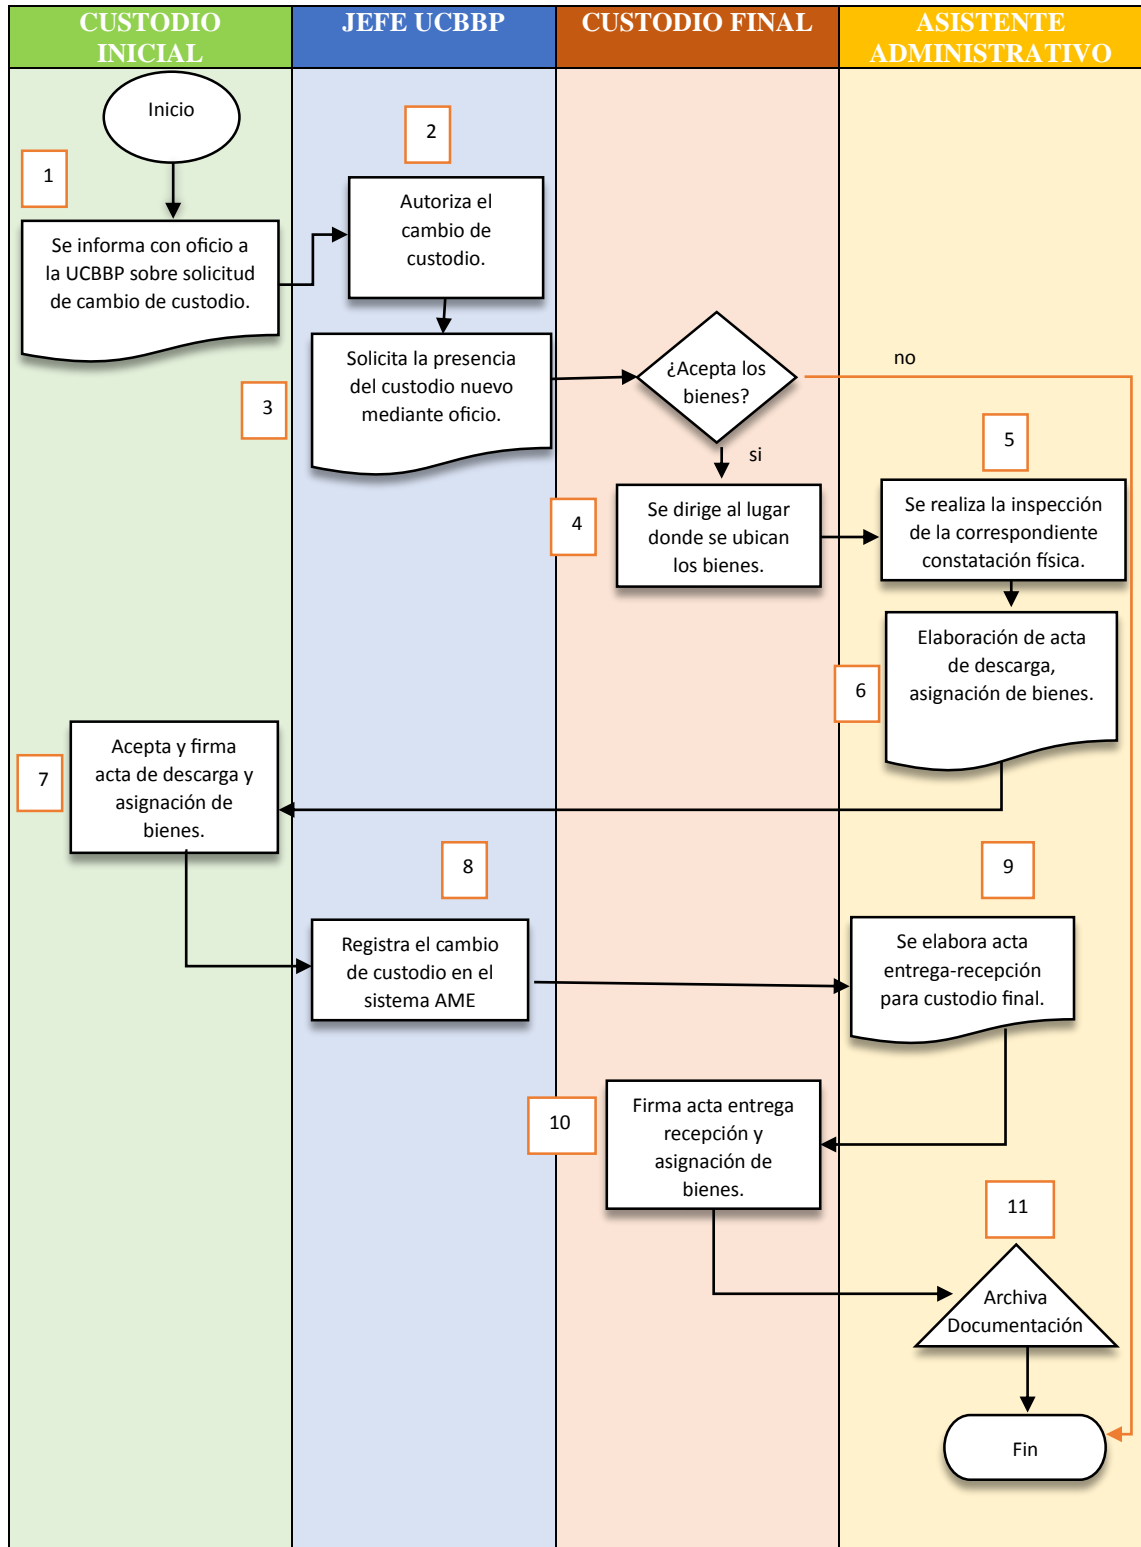 CUSTODIO
INICIAL
JEFE UCBBP
CUSTODIO FINAL
ASISTENTE
ADMINISTRATIVO
Inicio
1
Se informa con oficio a
la UCBBP sobre solicitud
de cambio de custodio.
2
Autoriza el
cambio de
custodio.
3
Solicita la presencia
del custodio nuevo
mediante oficio.
¿Acepta los
bienes?
no
si
4
Se dirige al lugar
donde se ubican
los bienes.
5
Se realiza la inspección
de la correspondiente
constatación física.
6
Elaboración de acta
de descarga,
asignación de bienes.
7
Acepta y firma
acta de descarga y
asignación de
bienes.
8
Registra el cambio
de custodio en el
sistema AME
9
Se elabora acta
entrega-recepción
para custodio final.
10
Firma acta entrega
recepción y
asignación de
bienes.
11
Archiva
Documentación
Fin